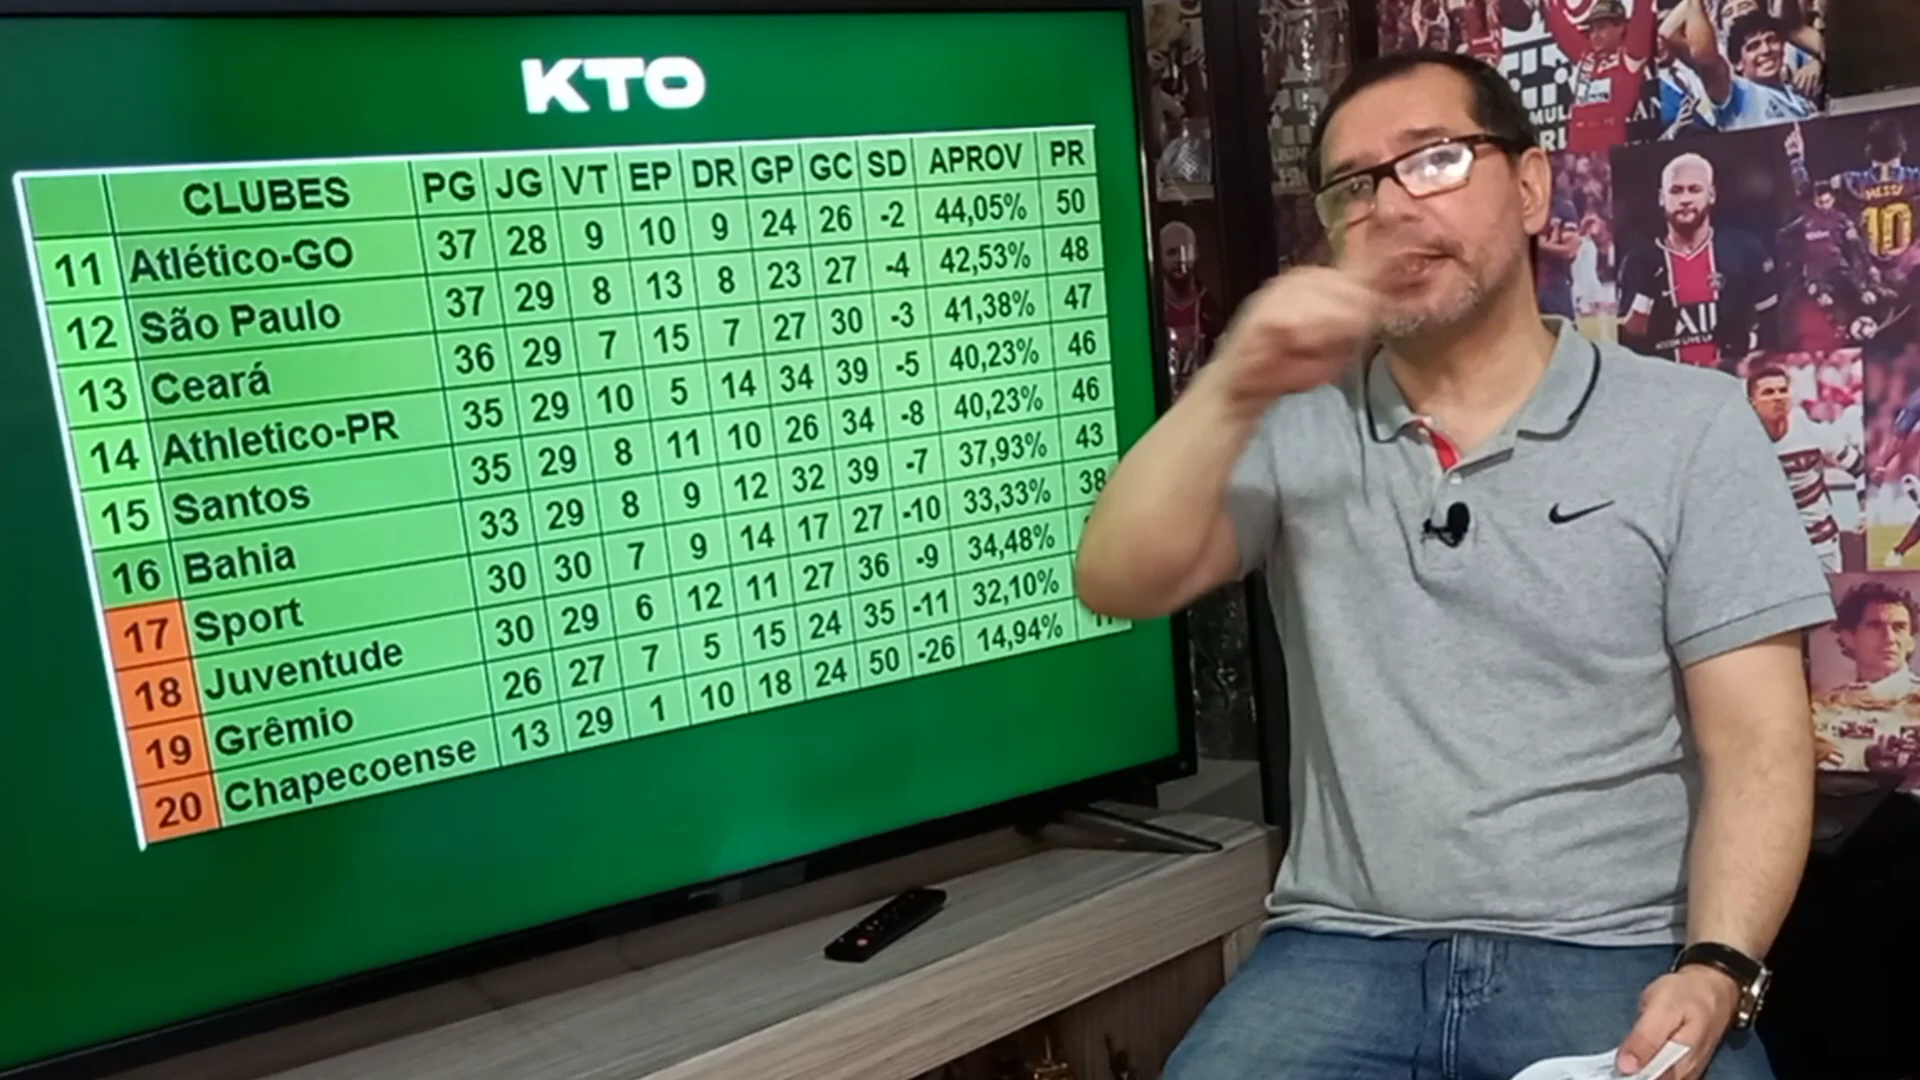 KTO
CLUBES PG JG VT EP DR GP GC SD APROV PR
11 Atlético-GO 37 28 9 10 9 24 26 -2 44,05% 50
12 São Paulo 37 29 8 13 8 23 27 -4 42,53% 48
13 Ceará 36 29 7 15 7 27 30 -3 41,38% 47
14 Athletico-PR 35 29 10 5 14 34 39 -5 40,23% 46
15 Santos 35 29 8 11 10 26 34 -8 40,23% 46
16 Bahia 33 29 8 9 12 32 39 -7 37,93% 43
17 Sport 30 30 7 9 14 17 27 -10 33,33% 38
18 Juventude 30 29 6 12 11 27 36 -9 34,48%
19 Grêmio 26 27 7 5 15 24 35 -11 32,10%
20 Chapecoense 13 29 1 10 18 24 50 -26 14,94%
MESSI
10